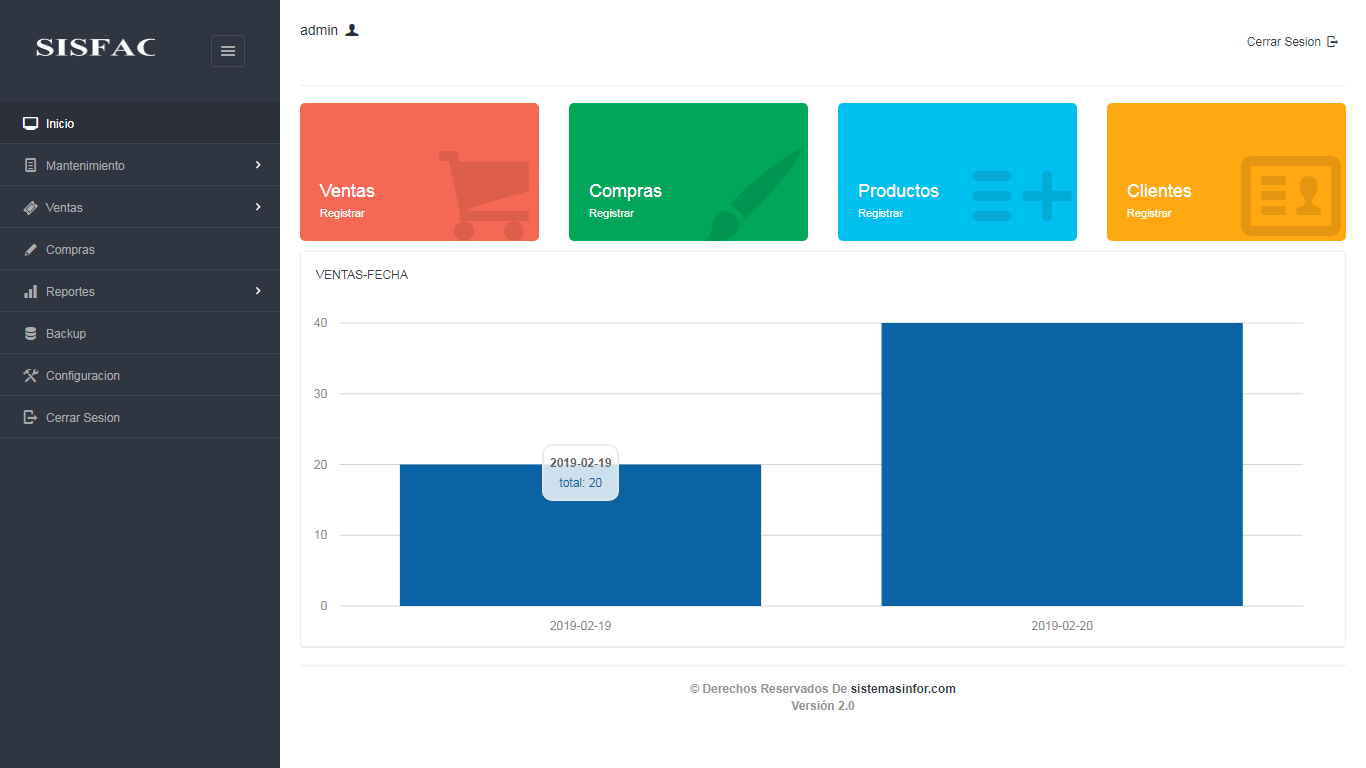 SISFAC
Inicio
Mantenimiento
Ventas
Compras
Reportes
Backup
Configuracion
Cerrar Sesion
admin
Cerrar Sesion
Ventas
Registrar
Compras
Registrar
Productos
Registrar
Clientes
Registrar
VENTAS-FECHA
40
30
20
10
0
2019-02-19
total: 20
2019-02-19
2019-02-20
© Derechos Reservados De sistemasinfor.com
Versión 2.0